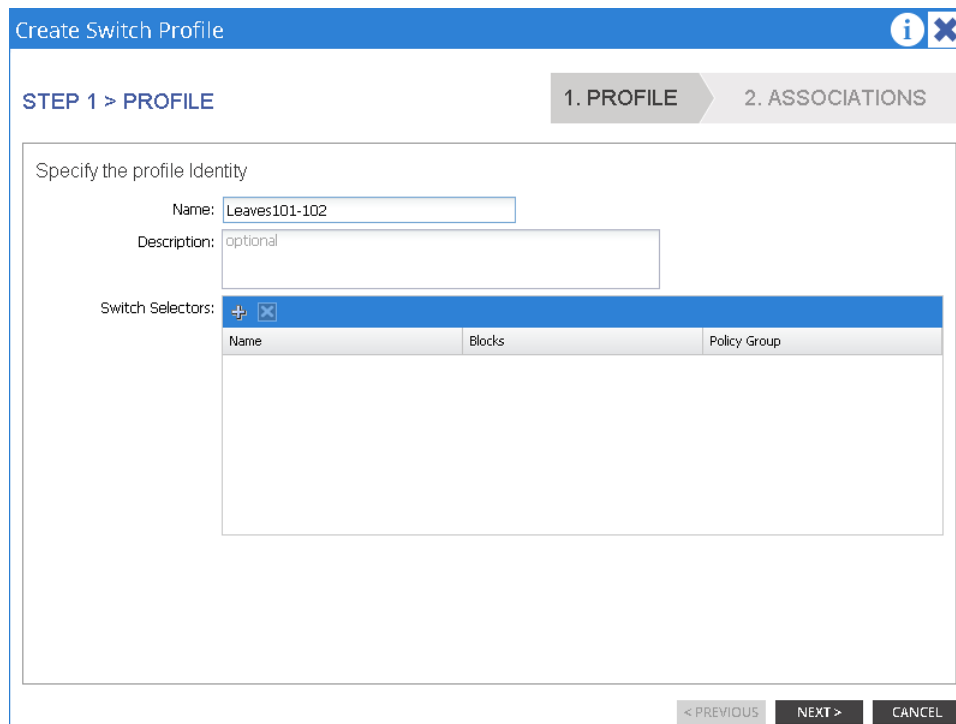 Create Switch Profile
i
STEP 1 > PROFILE
1. PROFILE
2. ASSOCIATIONS
Specify the profile Identity
Name: Leaves101-102
Description: optional
Switch Selectors:
Name Blocks Policy Group
< PREVIOUS NEXT > CANCEL